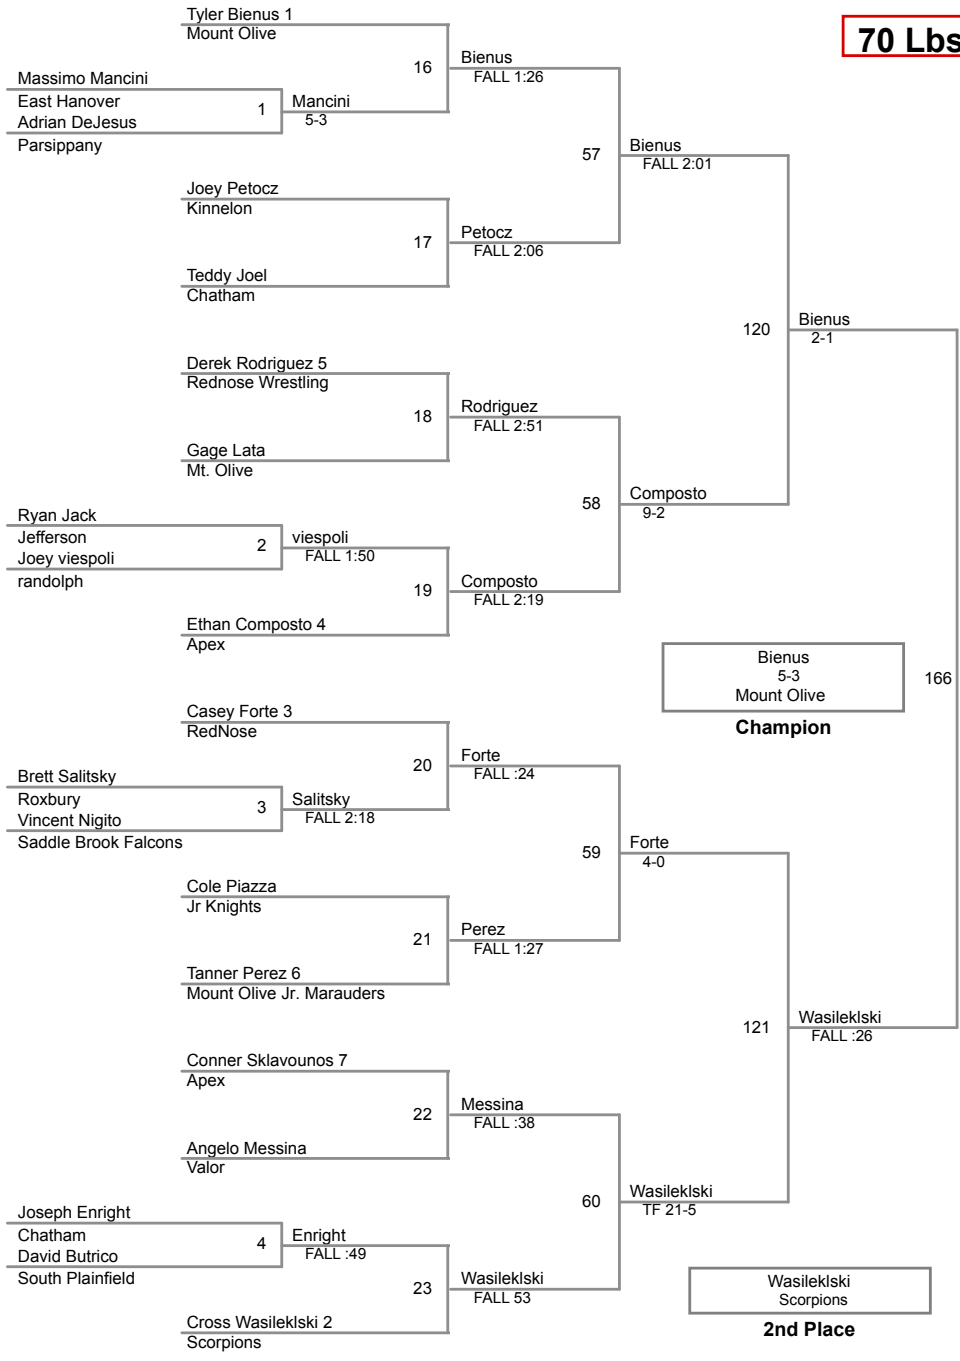 Tyler Bienus 1
Mount Olive
70 Lbs
16
Bienus
FALL 1:26
Massimo Mancini
East Hanover
1
Mancini
5-3
Adrian DeJesus
Parsippany
57
Bienus
FALL 2:01
Joey Petocz
Kinnelon
17
Petocz
FALL 2:06
Teddy Joel
Chatham
120
Bienus
2-1
Derek Rodriguez 5
Rednose Wrestling
18
Rodriguez
FALL 2:51
Gage Lata
Mt. Olive
58
Composto
9-2
Ryan Jack
Jefferson
2
viespoli
FALL 1:50
Joey viespoli
randolph
19
Composto
FALL 2:19
Ethan Composto 4
Apex
Bienus
5-3
Mount Olive
Champion
166
Casey Forte 3
RedNose
20
Forte
FALL :24
Brett Salitsky
Roxbury
3
Salitsky
FALL 2:18
Vincent Nigito
Saddle Brook Falcons
59
Forte
4-0
Cole Piazza
Jr Knights
21
Perez
FALL 1:27
Tanner Perez 6
Mount Olive Jr. Marauders
121
Wasileklski
FALL :26
Conner Sklavounos 7
Apex
22
Messina
FALL :38
Angelo Messina
Valor
60
Wasileklski
TF 21-5
Joseph Enright
Chatham
4
Enright
FALL :49
David Butrico
South Plainfield
23
Wasileklski
FALL 53
Cross Wasileklski 2
Scorpions
Wasileklski
Scorpions
2nd Place